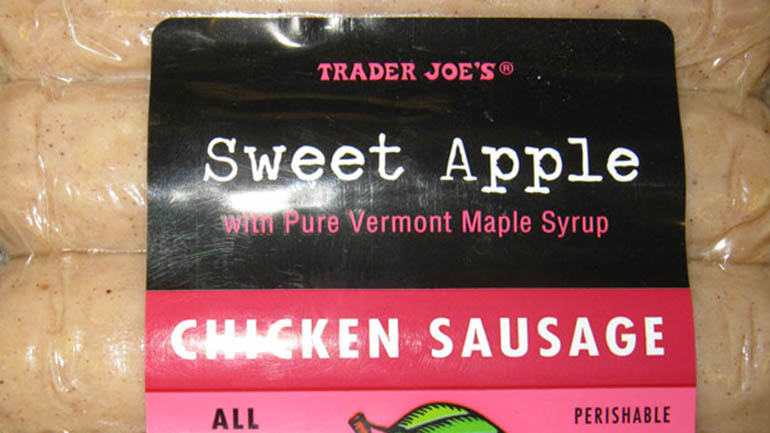 TRADER JOE'S®
Sweet Apple
with Pure Vermont Maple Syrup
CHICKEN SAUSAGE
ALL
PERISHABLE